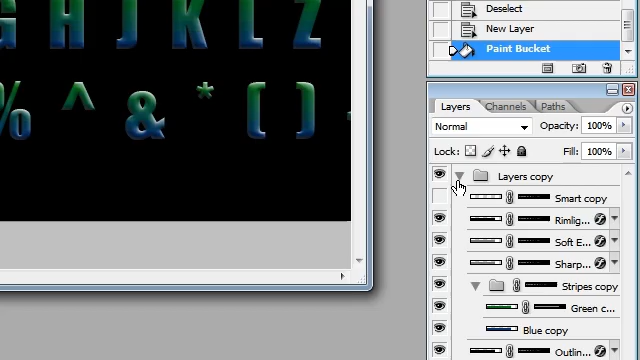 G H J K L Z
% ^ & * ( )
Deselect
New Layer
Paint Bucket
Layers Channels Paths
Normal Opacity: 100%
Lock: Fill: 100%
Layers copy
Smart copy
Rimlig...
Soft E...
Sharp...
Stripes copy
Green c...
Blue copy
Outlin...